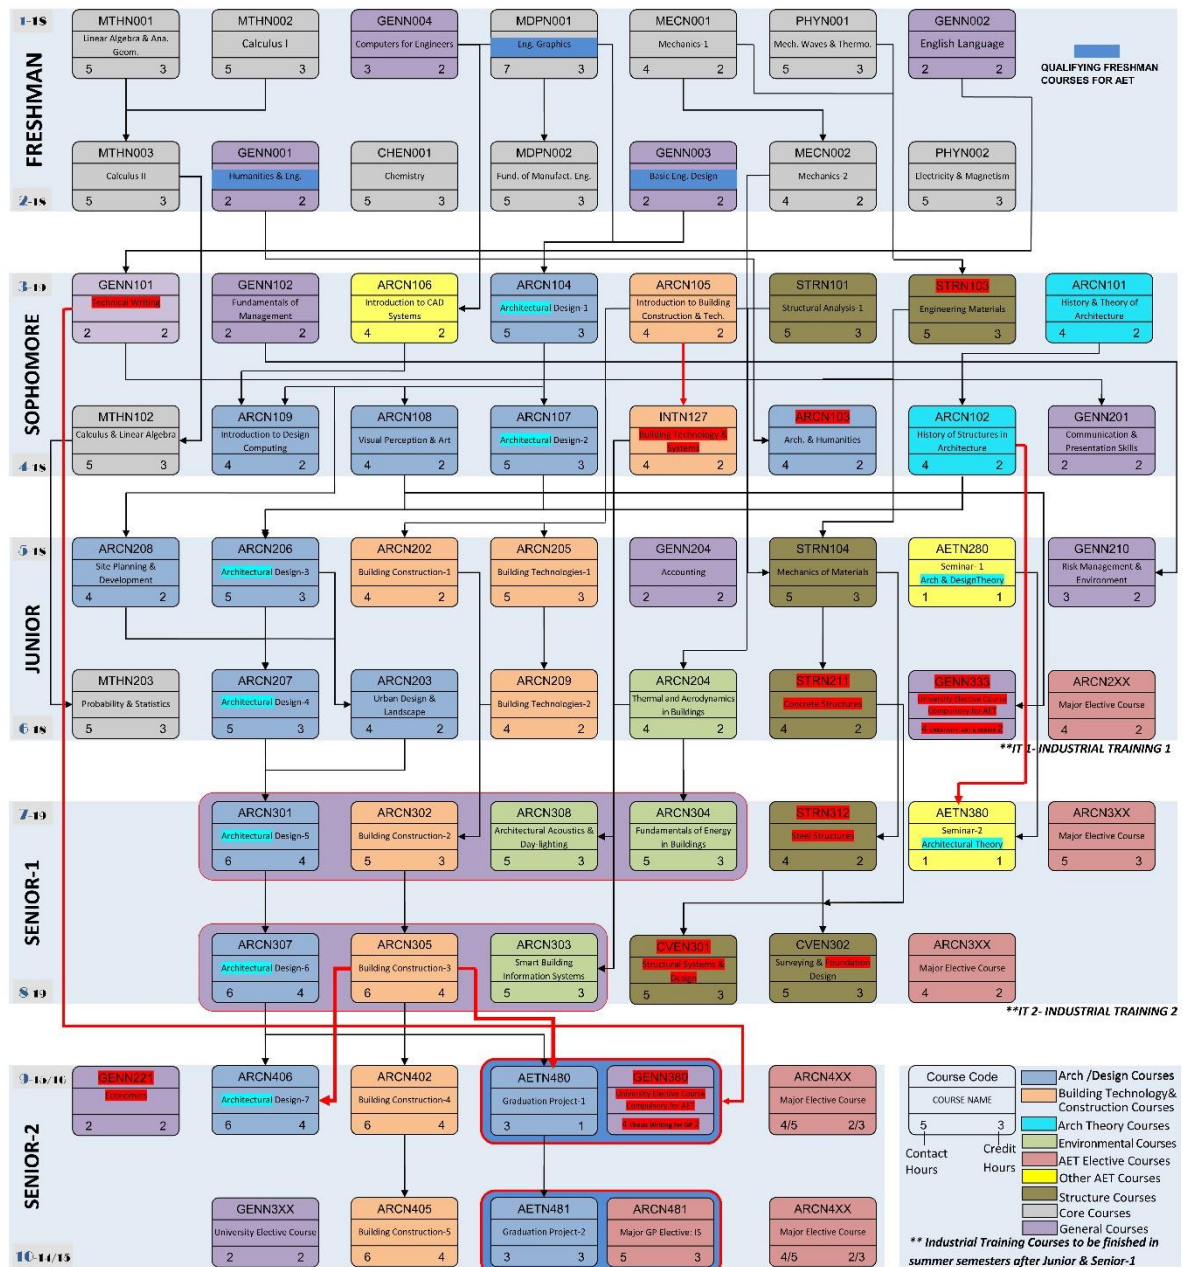 1-18
FRESHMAN
MTHN001
Linear Algebra & Ana.
Geom.
5 3
MTHN002
Calculus I
5 3
GENN004
Computers for Engineers
3 2
MDPN001
Eng. Graphics
7 3
MECN001
Mechanics-1
4 2
PHYN001
Mech. Waves & Thermo.
5 3
GENN002
English Language
2 2
QUALIFYING FRESHMAN
COURSES FOR AET
2-18
MTHN003
Calculus II
5 3
GENN001
Humanities & Eng.
2 2
CHEN001
Chemistry
5 3
MDPN002
Fund. of Manufact. Eng.
5 3
GENN003
Basic Eng. Design
2 2
MECN002
Mechanics-2
4 2
PHYN002
Electricity & Magnetism
5 3
3-19
SOPHOMORE
GENN101
Technical Writing
2 2
GENN102
Fundamentals of
Management
2 2
ARCN106
Introduction to CAD
Systems
4 2
ARCN104
Architectural Design-1
5 3
ARCN105
Introduction to Building
Construction & Tech.
4 2
STRN101
Structural Analysis-1
5 3
STRN103
Engineering Materials
5 3
ARCN101
History & Theory of
Architecture
4 2
4-18
MTHN102
Calculus & Linear Algebra
5 3
ARCN109
Introduction to Design
Computing
4 2
ARCN108
Visual Perception & Art
4 2
ARCN107
Architectural Design-2
5 3
INTN127
Building Technology &
Systems
4 2
ARCN103
Arch. & Humanities
4 2
ARCN102
History of Structures in
Architecture
4 2
GENN201
Communication &
Presentation Skills
2 2
5-18
JUNIOR
ARCN208
Site Planning &
Development
4 2
ARCN206
Architectural Design-3
5 3
ARCN202
Building Construction-1
4 2
ARCN205
Building Technologies-1
5 3
GENN204
Accounting
2 2
STRN104
Mechanics of Materials
5 3
AETN280
Seminar- 1
Arch & DesignTheory
1 1
GENN210
Risk Management &
Environment
3 2
6-18
MTHN203
Probability & Statistics
5 3
ARCN207
Architectural Design-4
5 3
ARCN203
Urban Design &
Landscape
4 2
ARCN209
Building Technologies-2
4 2
ARCN204
Thermal and Aerodynamics
in Buildings
4 2
STRN211
Concrete Structures
4 2
GENN333
University Elective Course
Compulsory for AET
4 2
ARCN2XX
Major Elective Course
4 2
**IT 1- INDUSTRIAL TRAINING 1
7-19
SENIOR-1
ARCN301
Architectural Design-5
6 4
ARCN302
Building Construction-2
5 3
ARCN308
Architectural Acoustics &
Day-lighting
5 3
ARCN304
Fundamentals of Energy
in Buildings
5 3
STRN312
Steel Structures
4 2
AETN380
Seminar-2
Architectural Theory
1 1
ARCN3XX
Major Elective Course
5 3
8-19
ARCN307
Architectural Design-6
6 4
ARCN305
Building Construction-3
6 4
ARCN303
Smart Building
Information Systems
5 3
CVEN301
Structural Systems &
Design
5 3
CVEN302
Surveying & Foundation
Design
5 3
ARCN3XX
Major Elective Course
4 2
**IT 2- INDUSTRIAL TRAINING 2
9-15/16
SENIOR-2
GENN221
Economics
2 2
ARCN406
Architectural Design-7
6 4
ARCN402
Building Construction-4
6 4
AETN480
Graduation Project-1
3 1
GENN380
University Elective Course
Compulsory for AET
4 Thesis Writing for GP 2
ARCN4XX
Major Elective Course
4/5 2/3
10-14/15
GENN3XX
University Elective Course
2 2
ARCN405
Building Construction-5
6 4
AETN481
Graduation Project-2
3 3
ARCN481
Major GP Elective: IS
5 3
ARCN4XX
Major Elective Course
4/5 2/3
Course Code
COURSE NAME
5 3
Contact Hours
Credit Hours
Arch /Design Courses
Building Technology&
Construction Courses
Arch Theory Courses
Environmental Courses
AET Elective Courses
Other AET Courses
Structure Courses
Core Courses
General Courses
** Industrial Training Courses to be finished in
summer semesters after Junior & Senior-1